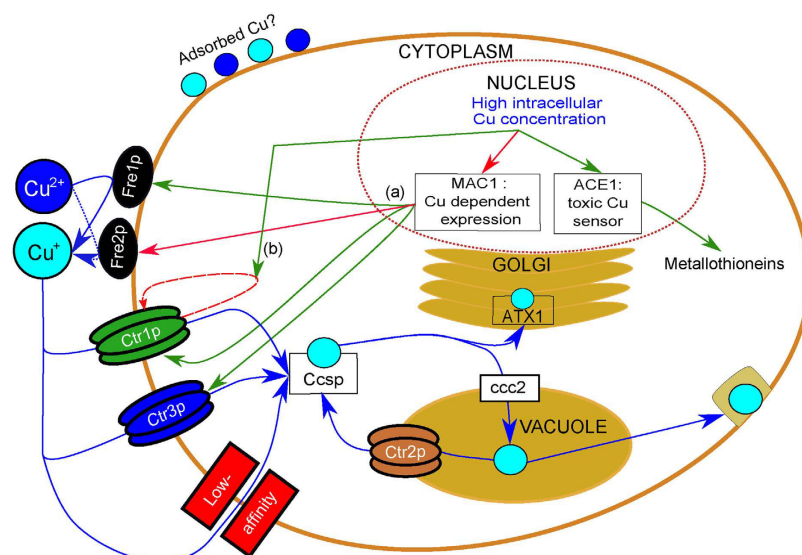 Adsorbed Cu?
CYTOPLASM
NUCLEUS
High intracellular
Cu concentration
MAC1 :
Cu dependent
expression
ACE1:
toxic Cu
sensor
Metallothioneins
(a)
(b)
Cu2+
Cu+
Fre1p
Fre2p
GOLGI
ATX1
Ctr1p
Ctr3p
Ccsp
ccc2
VACUOLE
Ctr2p
Low-
affinity